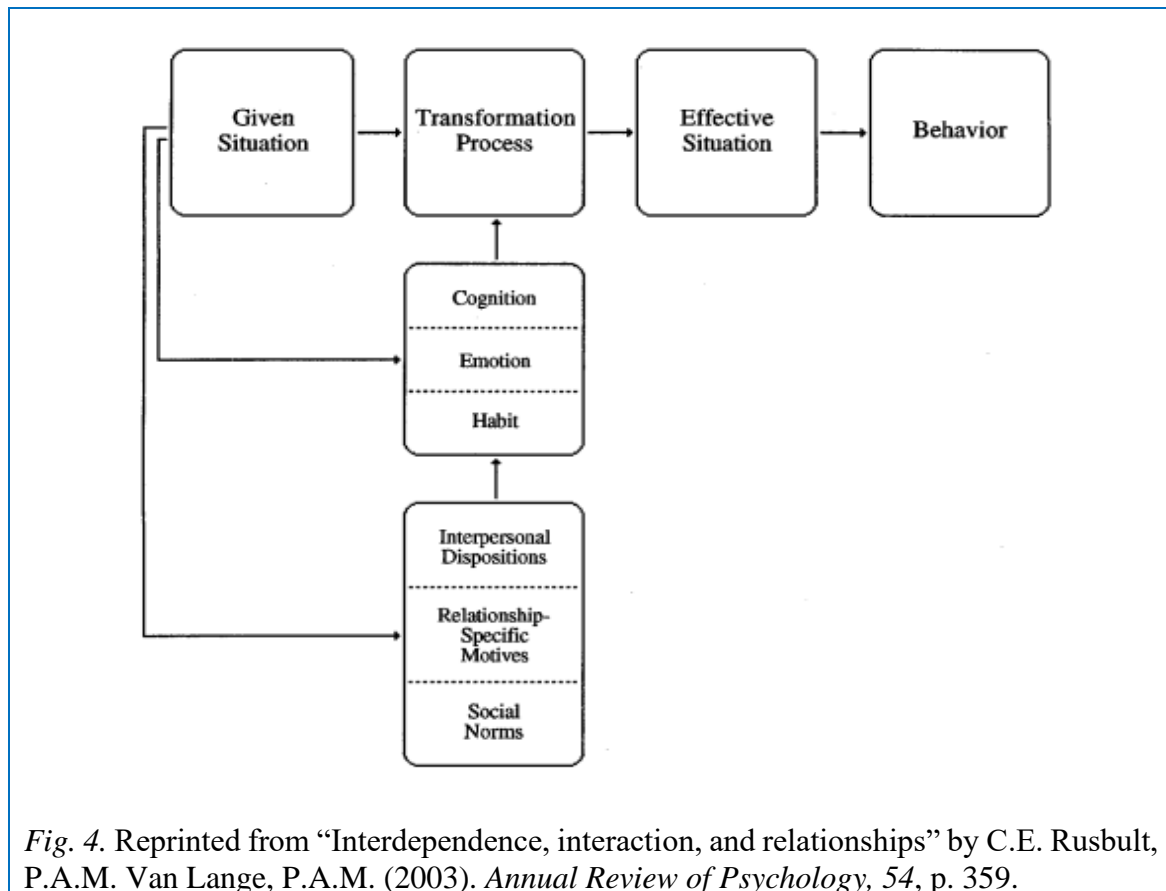 Given
Situation
Transformation
Process
Effective
Situation
Behavior
Cognition
Emotion
Habit
Interpersonal
Dispositions
Relationship-
Specific
Motives
Social
Norms
Fig. 4. Reprinted from “Interdependence, interaction, and relationships” by C.E. Rusbult,
P.A.M. Van Lange, P.A.M. (2003). Annual Review of Psychology, 54, p. 359.